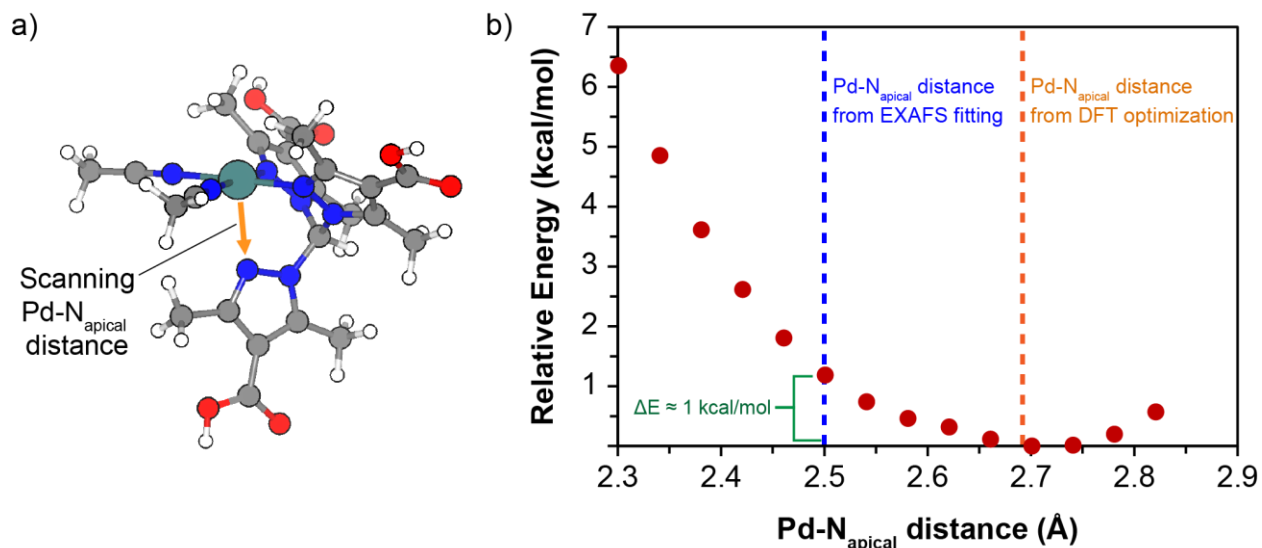 a)
Scanning
Pd-Napical
distance
b)
Relative Energy (kcal/mol)
7
6
5
4
3
2
1
Pd-Napical distance
from EXAFS fitting
Pd-Napical distance
from DFT optimization
ΔE ≈ 1 kcal/mol
2.3
2.4
2.5
2.6
2.7
2.8
2.9
Pd-Napical distance (Å)